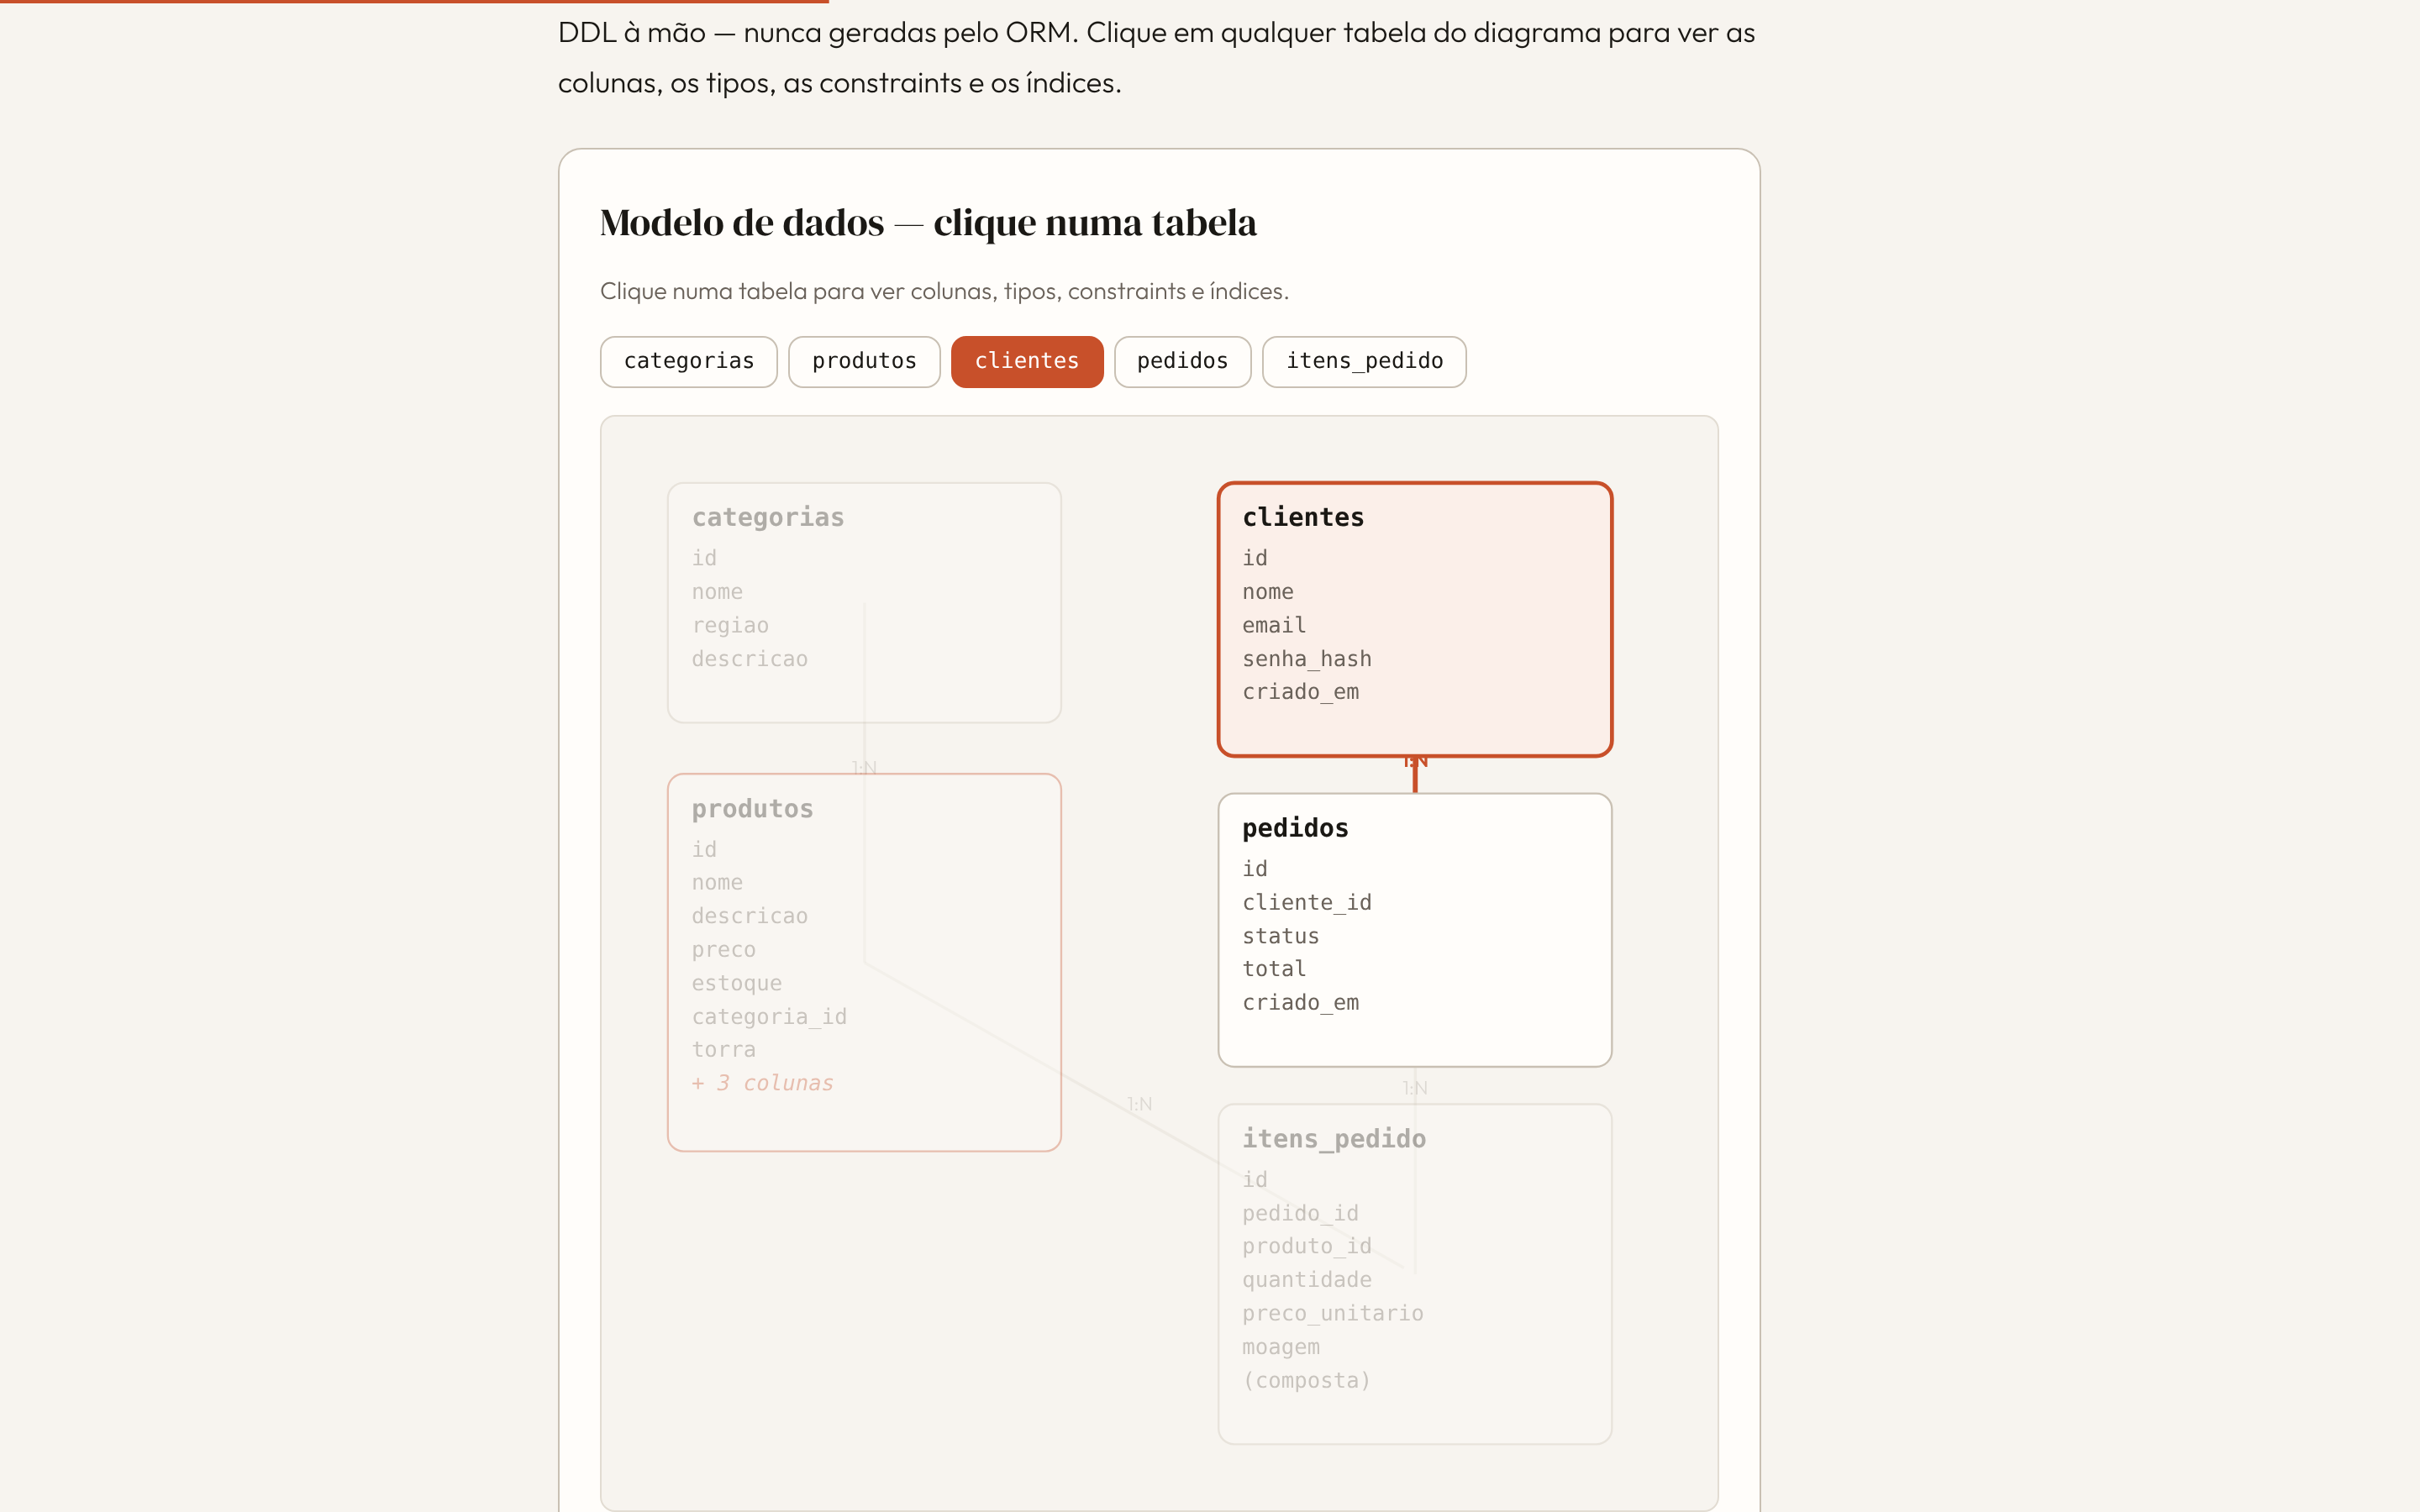 DDL à mão — nunca geradas pelo ORM. Clique em qualquer tabela do diagrama para ver as
colunas, os tipos, as constraints e os índices.
Modelo de dados — clique numa tabela
Clique numa tabela para ver colunas, tipos, constraints e índices.
categorias
produtos
clientes
pedidos
itens_pedido
categorias
id
nome
regiao
descricao
1:N
produtos
id
nome
descricao
preco
estoque
categoria_id
torra
+ 3 colunas
1:N
clientes
id
nome
email
senha_hash
criado_em
1:N
pedidos
id
cliente_id
status
total
criado_em
1:N
itens_pedido
id
pedido_id
produto_id
quantidade
preco_unitario
moagem
(composta)